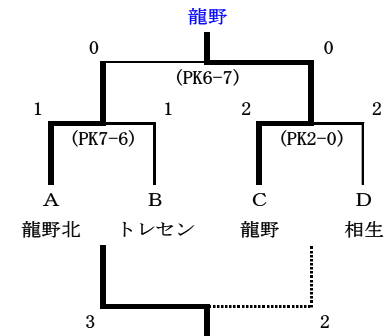 龍野
0 0
(PK6-7)
1 1 2 2
(PK7-6) (PK2-0)
A B C D
龍野北 トレセン 龍野 相生
3 2